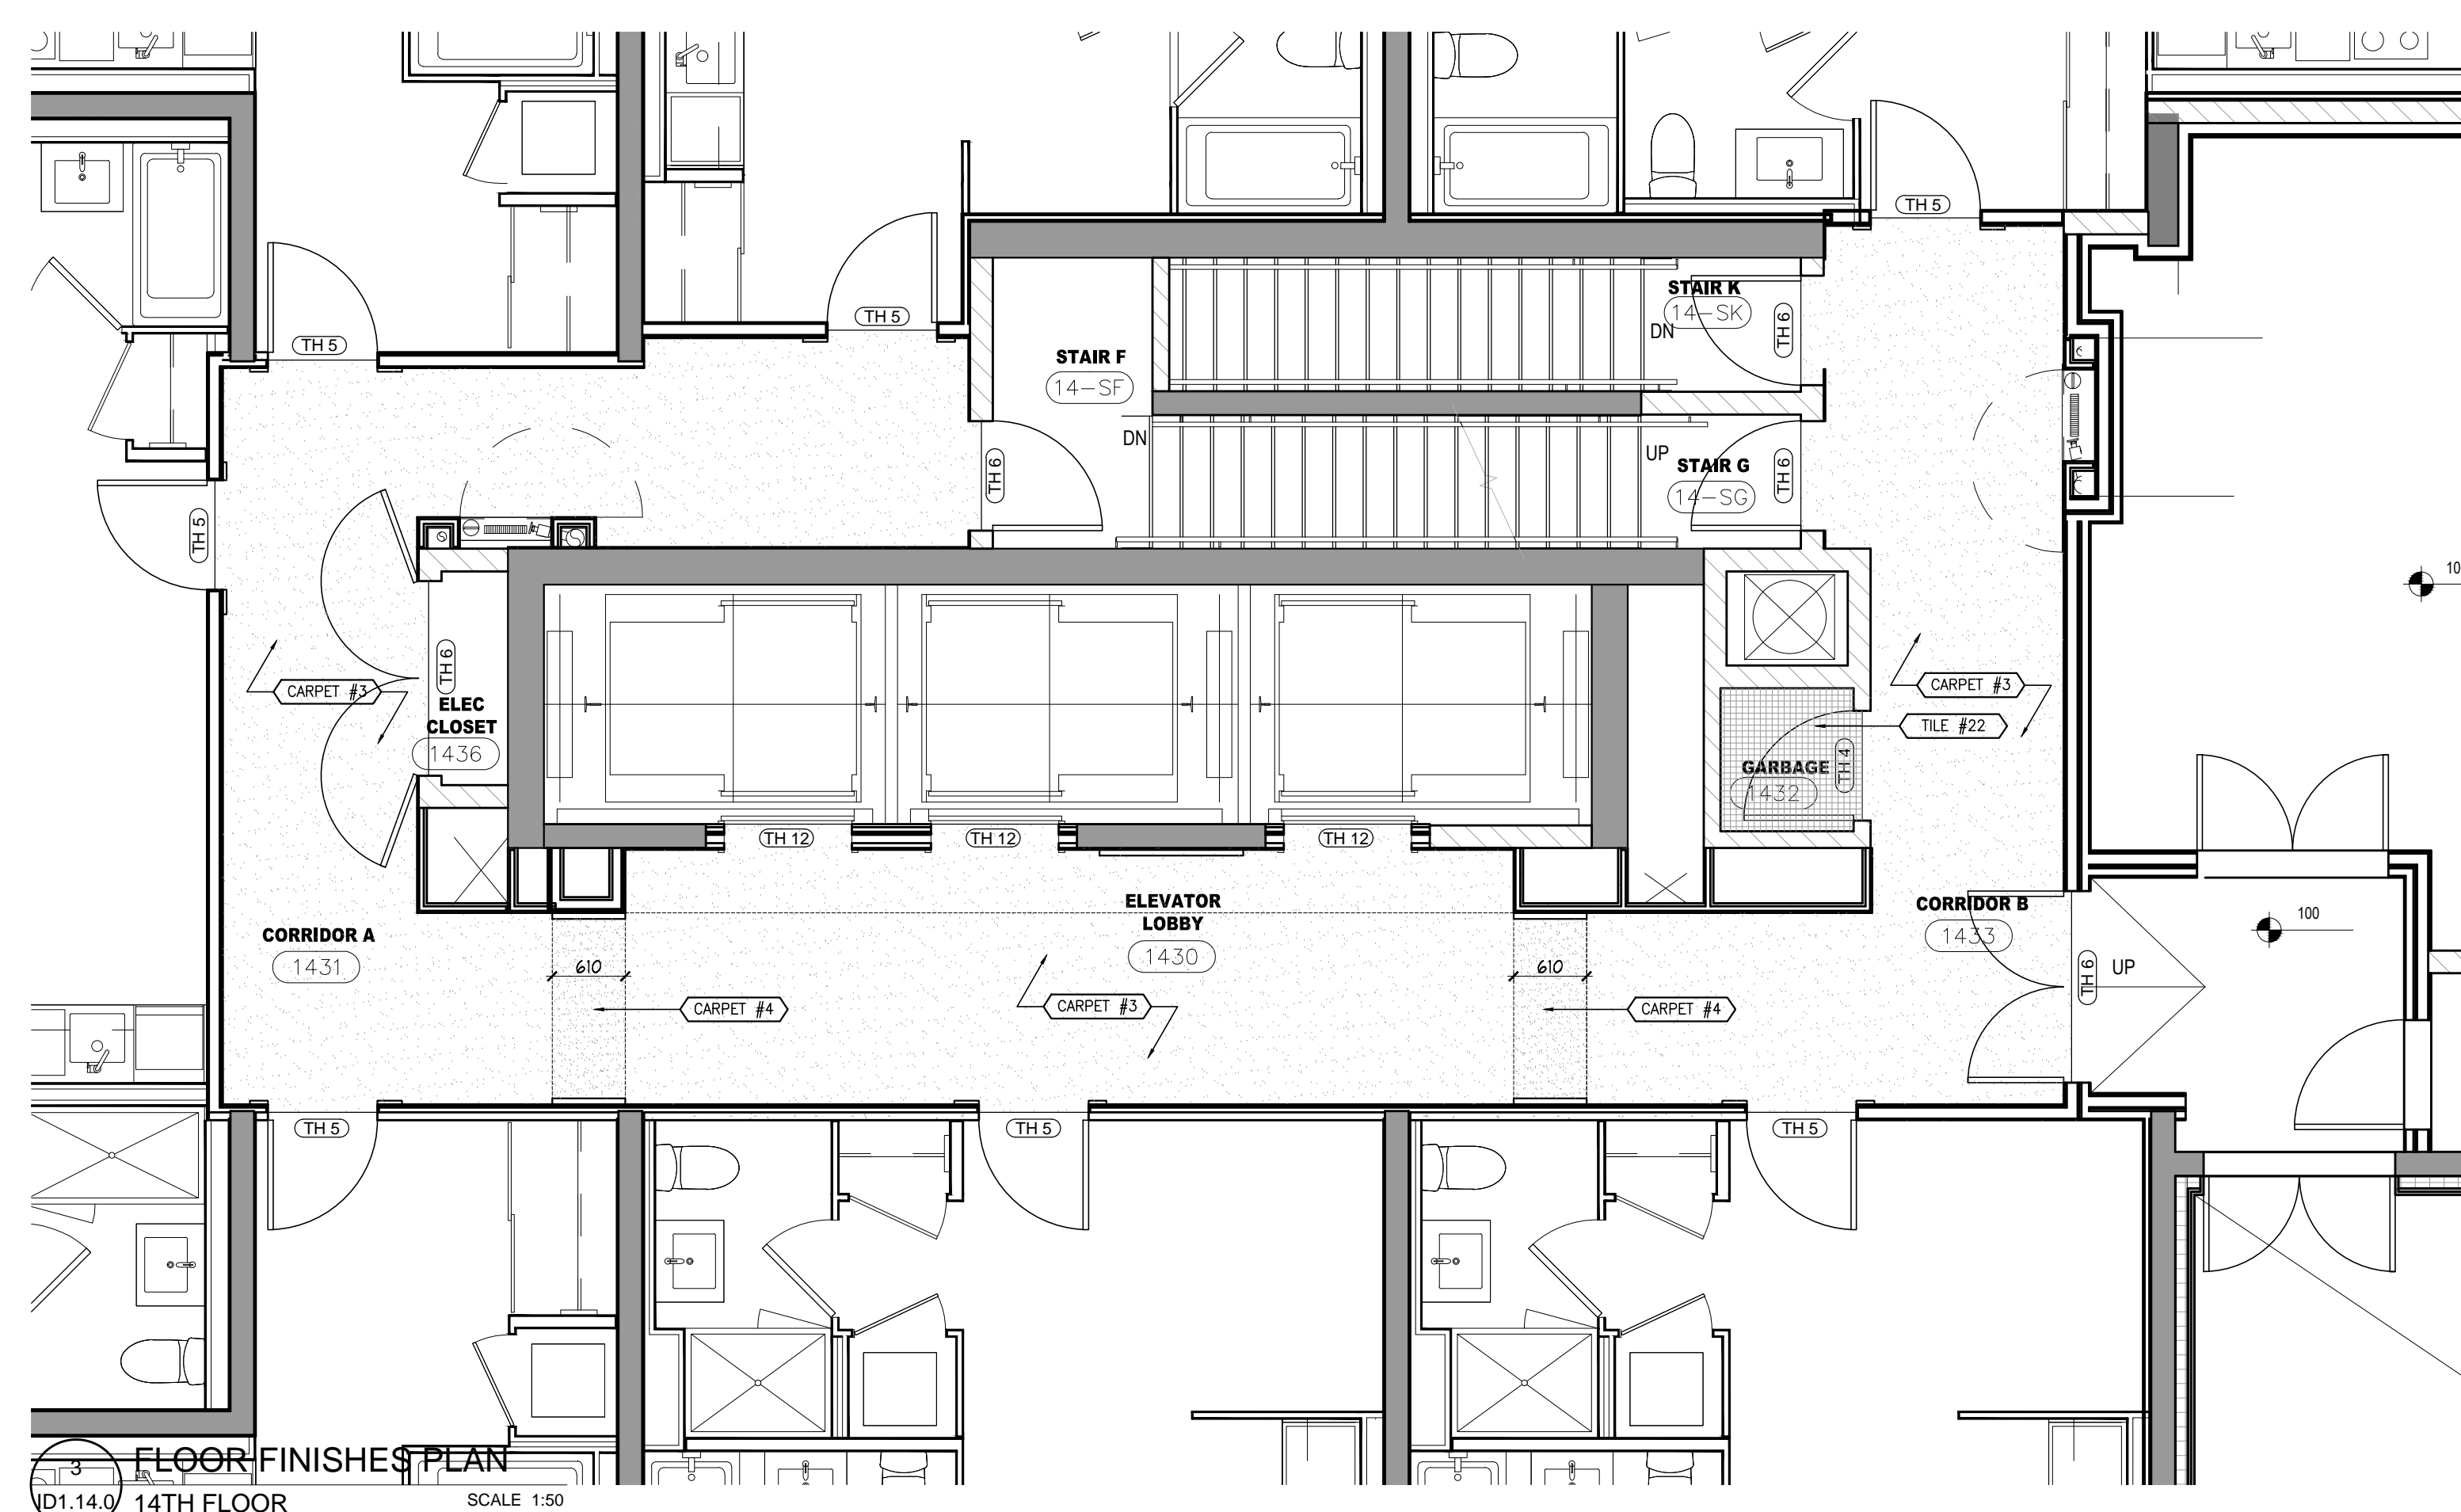 TH 5
STAIR K
14-SK
DN
TH 6
TH 5
TH 5
STAIR F
14-SF
DN
TH 6
UP
STAIR G
14-SG
TH 6
TH 5
10
CARPET #3
TH 6
ELEC
CLOSET
1436
CARPET #3
TILE #22
GARBAGE
1432
TH 4
TH 12
TH 12
TH 12
CORRIDOR A
1431
ELEVATOR
LOBBY
1430
CORRIDOR B
1433
100
TH 6
UP
610
610
CARPET #4
CARPET #3
CARPET #4
TH 5
TH 5
TH 5
3
ID1.14.0
FLOOR FINISHES PLAN
14TH FLOOR
SCALE 1:50